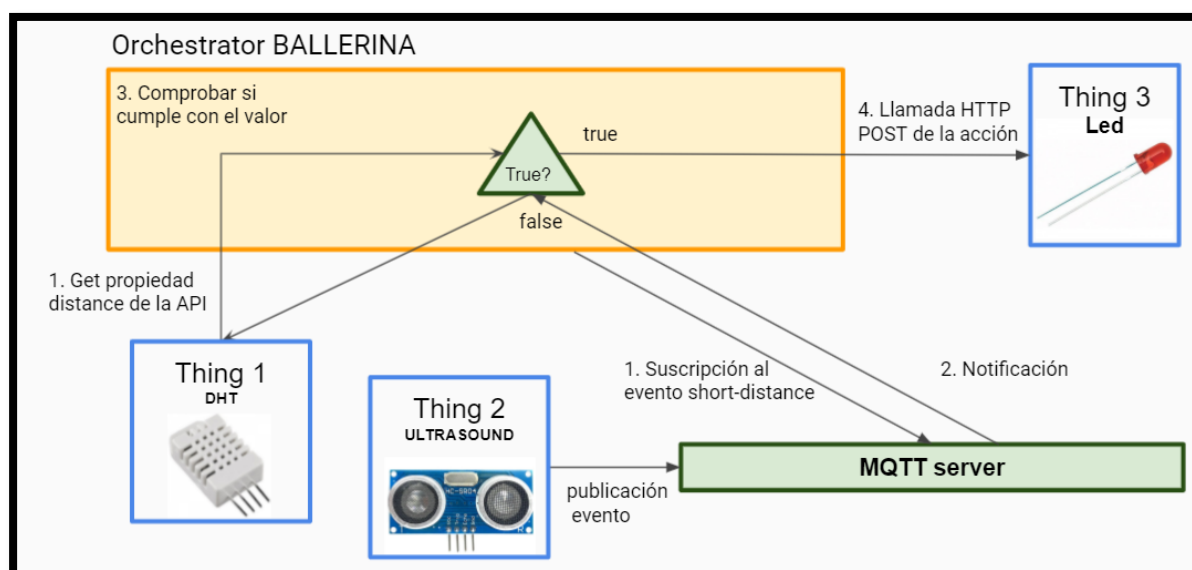 Orchestrator BALLERINA
3. Comprobar si
cumple con el valor
True?
true
false
4. Llamada HTTP
POST de la acción
Thing 3
Led
1. Get propiedad
distance de la API
Thing 1
DHT
Thing 2
ULTRASOUND
HC-SR04
1. Suscripción al
evento short-distance
2. Notificación
publicación
evento
MQTT server